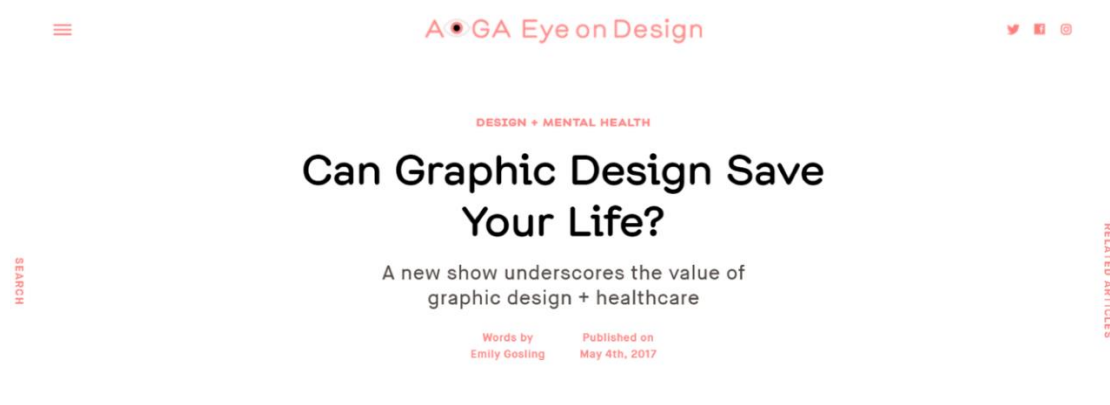 AIGA Eye on Design
DESIGN + MENTAL HEALTH
Can Graphic Design Save
Your Life?
A new show underscores the value of
graphic design + healthcare
Words by
Emily Gosling
Published on
May 4th, 2017
SEARCH
RELATED ARTICLES